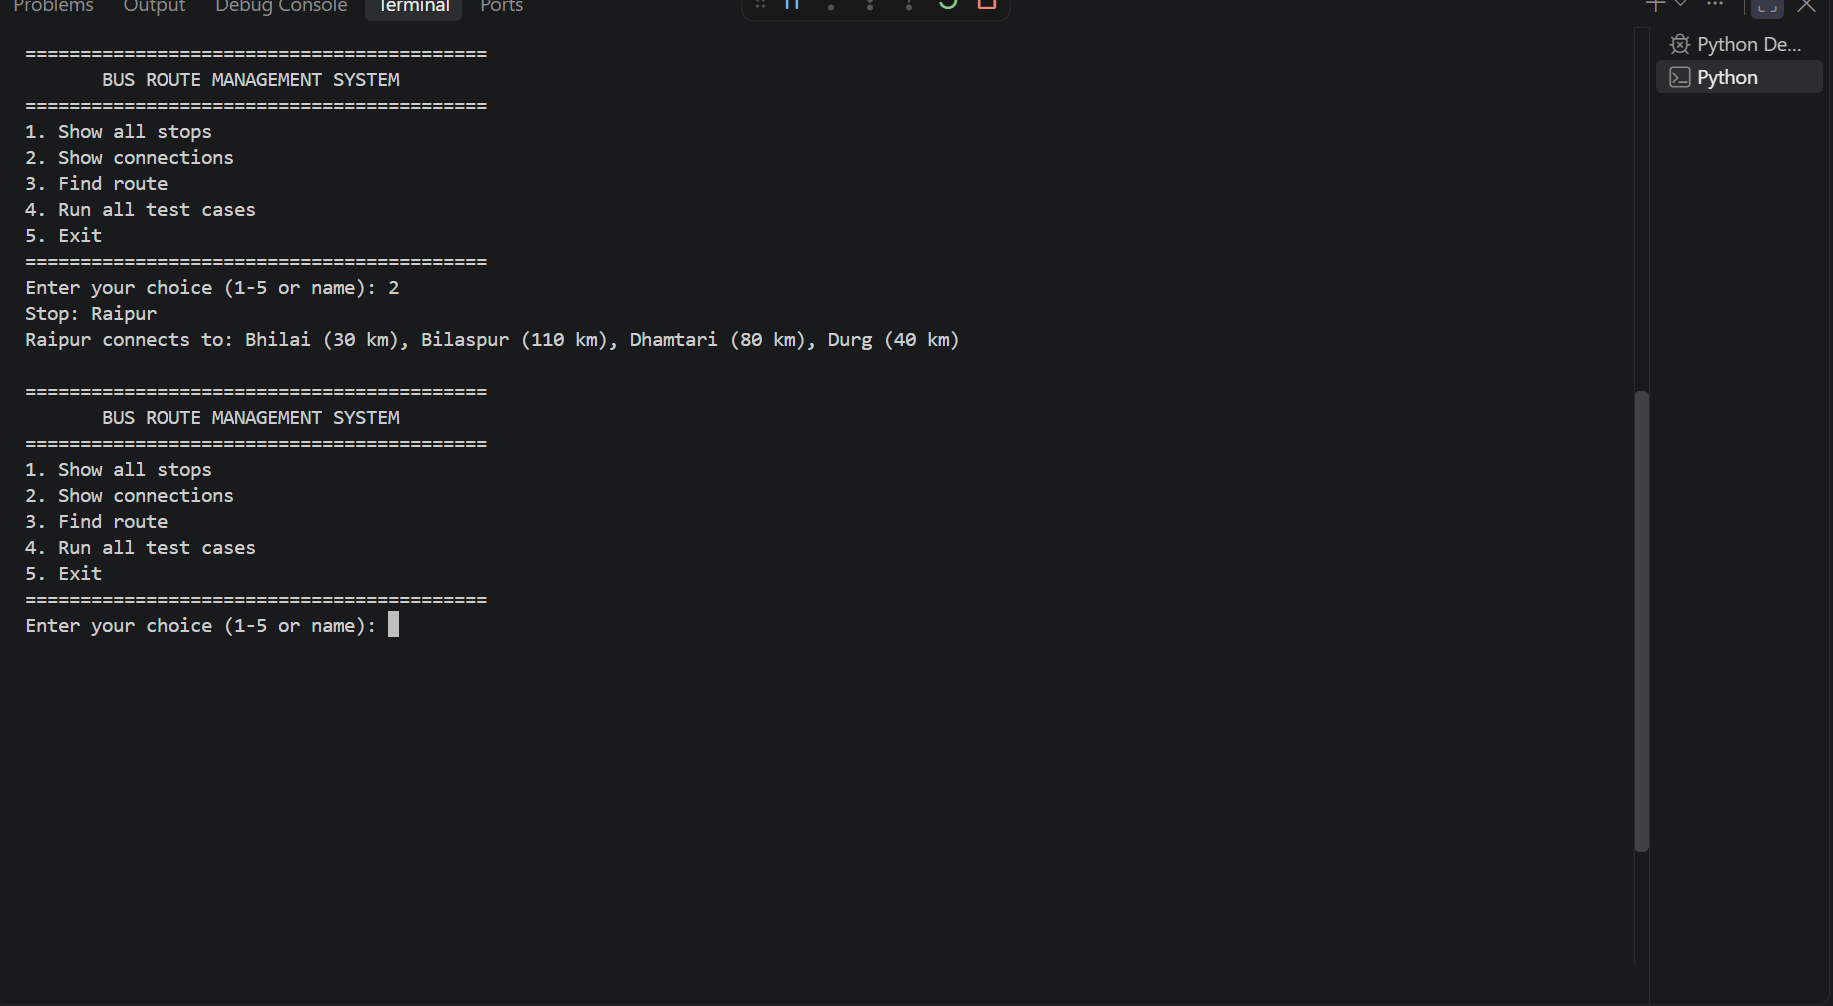 Problems Output Debug Console Terminal Ports
Python De...
Python
==========================================
       BUS ROUTE MANAGEMENT SYSTEM
==========================================
1. Show all stops
2. Show connections
3. Find route
4. Run all test cases
5. Exit
==========================================
Enter your choice (1-5 or name): 2
Stop: Raipur
Raipur connects to: Bhilai (30 km), Bilaspur (110 km), Dhamtari (80 km), Durg (40 km)
==========================================
       BUS ROUTE MANAGEMENT SYSTEM
==========================================
1. Show all stops
2. Show connections
3. Find route
4. Run all test cases
5. Exit
==========================================
Enter your choice (1-5 or name):